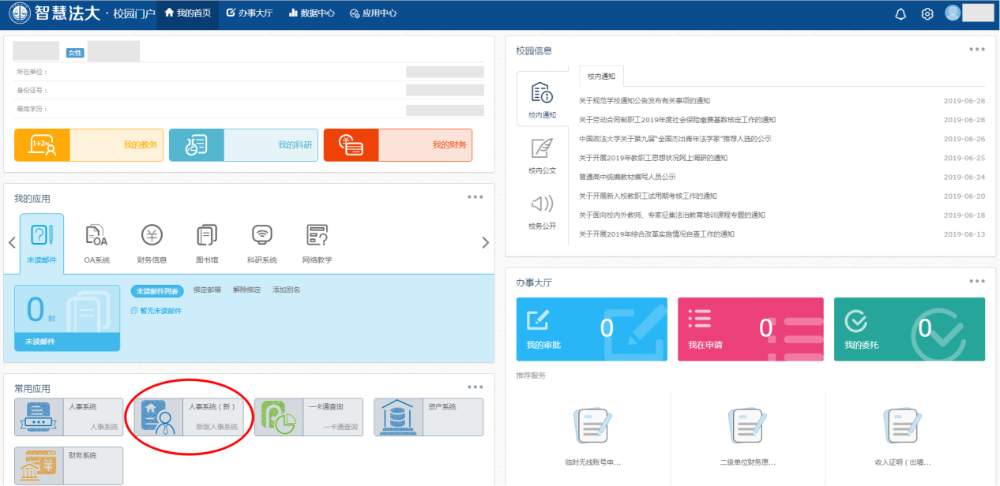 智慧法大·校园门户 我的首页 办事大厅 数据中心 应用中心
女性
所在单位：
身份证号：
最高学历：
1+2= 我的教务 我的科研 我的财务
我的应用
未读邮件 OA系统 财务信息 图书馆 科研系统 网络教学
未读邮件列表 绑定邮箱 解除绑定 添加别名
0封 暂无未读邮件
未读邮件
常用应用
人事系统 人事系统（新） 一卡通查询 资产系统
人事系统 新版人事系统 一卡通查询
财务系统
校园信息
校内通知
校内通知
校内公文
校务公开
关于规范学校通知公告发布有关事项的通知 2019-06-28
关于劳动合同制职工2019年度社会保险缴费基数核定工作的通知 2019-06-28
中国政法大学关于第九届"全国杰出青年法学家"推荐人选的公示 2019-06-26
关于开展2019年教职工思想状况网上调研的通知 2019-06-25
普通高中统编教材编写人员公示 2019-06-24
关于开展新入校教职工试用期考核工作的通知 2019-06-20
关于面向校内外教师、专家征集法治教育培训课程专题的通知 2019-06-18
关于开展2019年综合改革实施情况自查工作的通知 2019-06-13
办事大厅
0 0 0
我的审批 我在申请 我的委托
推荐服务
临时无线账号申... 二级单位财务原... 收入证明（出境...